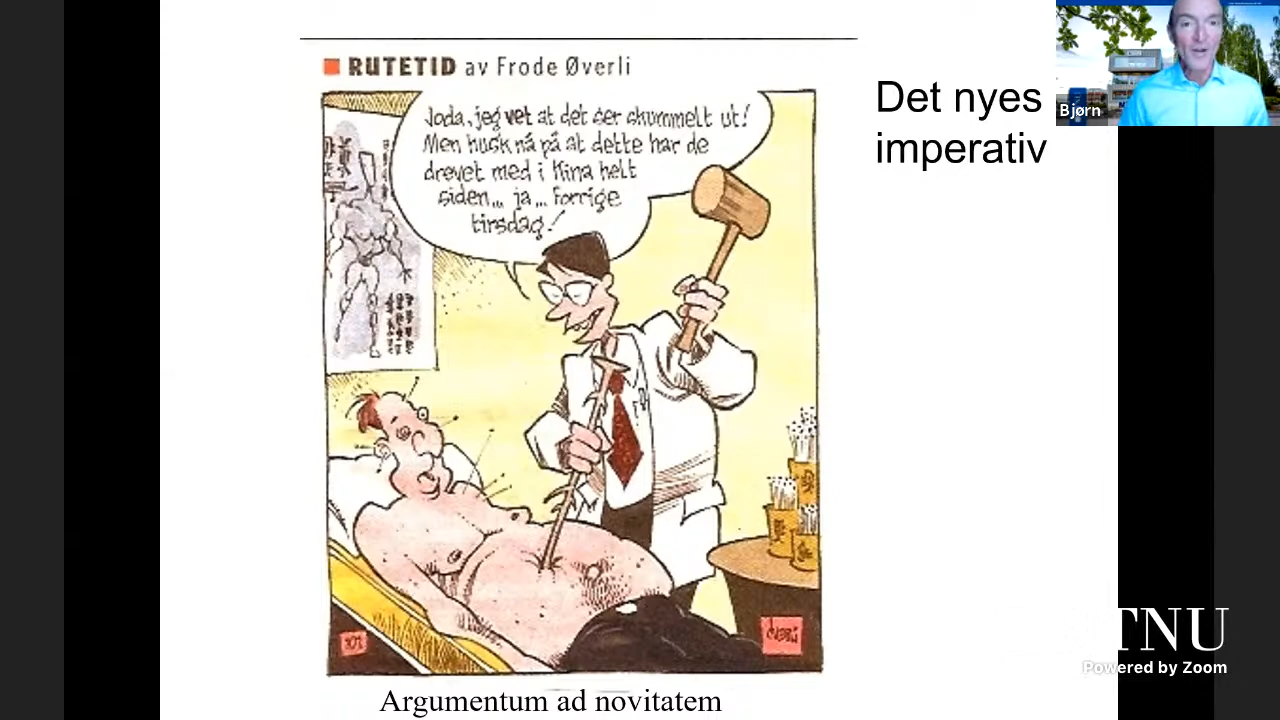 RUTETID av Frode Øverli
Joda, jeg vet at det ser skummelt ut!
Men husk nå på at dette har de
drevet med i Kina helt
siden... ja... forrige
tirsdag!
Det nyes
imperativ
Bjørn
TNU
Powered by Zoom
Argumentum ad novitatem